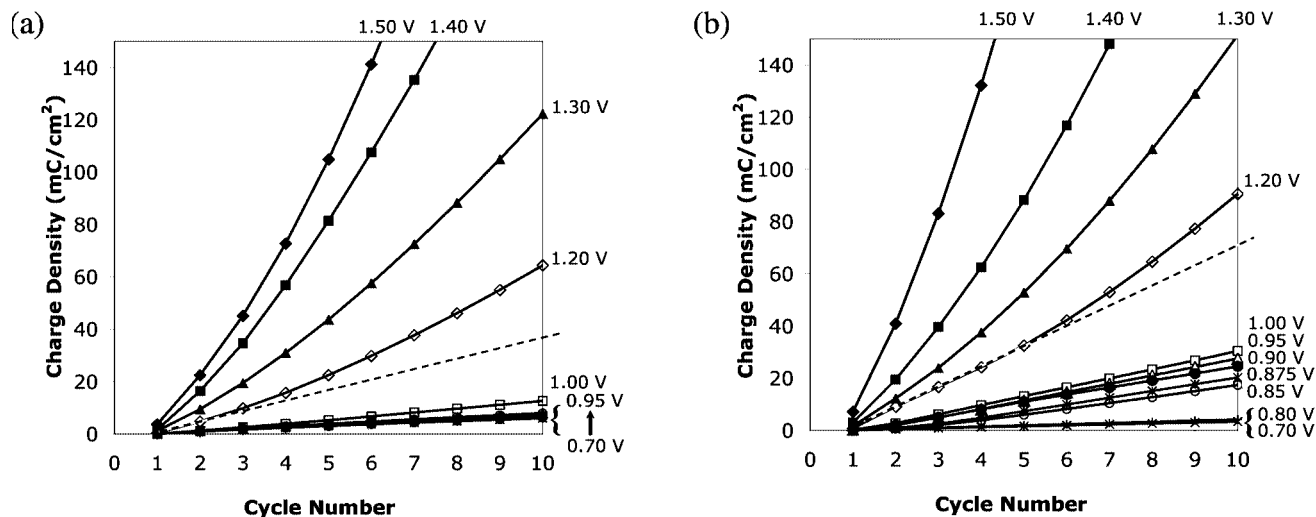 (a)
1.50 V 1.40 V
140
120
100
80
60
40
20
0
Charge Density (mC/cm²)
1.30 V
1.20 V
1.00 V
0.95 V
0.70 V
0 1 2 3 4 5 6 7 8 9 10
Cycle Number
(b)
1.50 V 1.40 V 1.30 V
140
120
100
80
60
40
20
0
Charge Density (mC/cm²)
1.20 V
1.00 V
0.95 V
0.90 V
0.875 V
0.85 V
0.80 V
0.70 V
0 1 2 3 4 5 6 7 8 9 10
Cycle Number